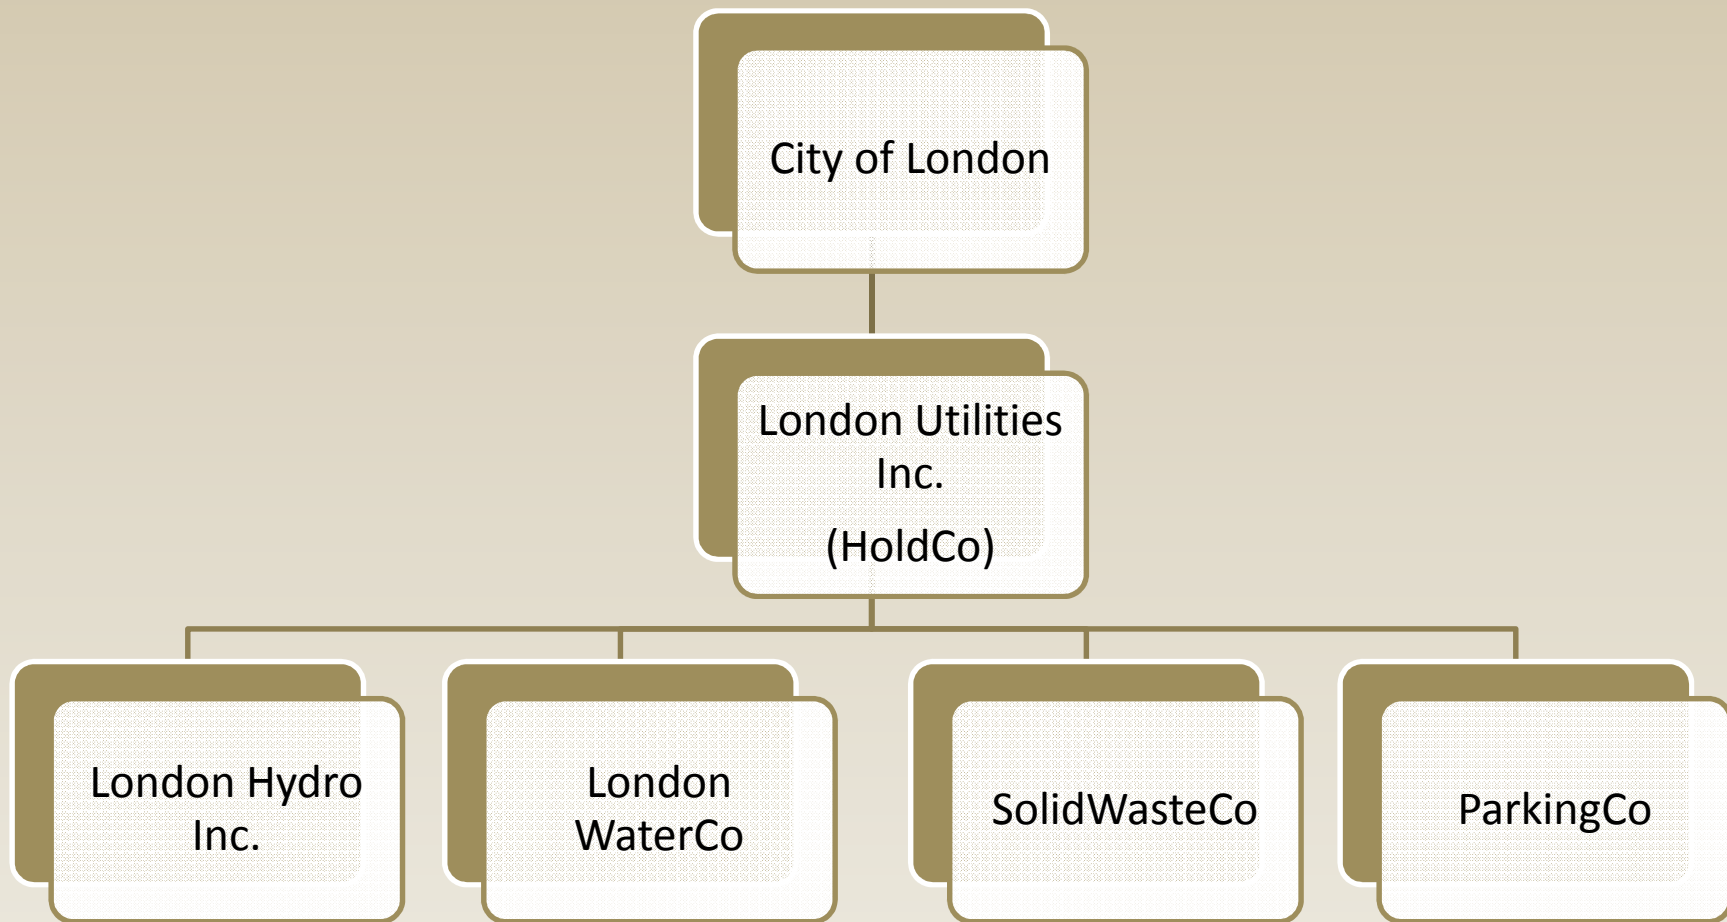 City of London
London Utilities
Inc.
(HoldCo)
London Hydro
Inc.
London
WaterCo
SolidWasteCo
ParkingCo